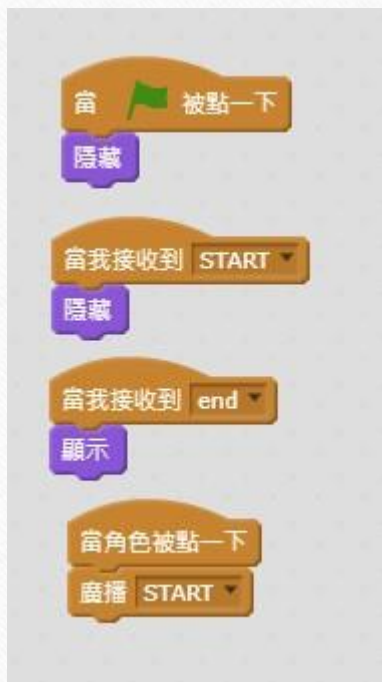 當 被點一下
隱藏
當我接收到 START
隱藏
當我接收到 end
顯示
當角色被點一下
廣播 START